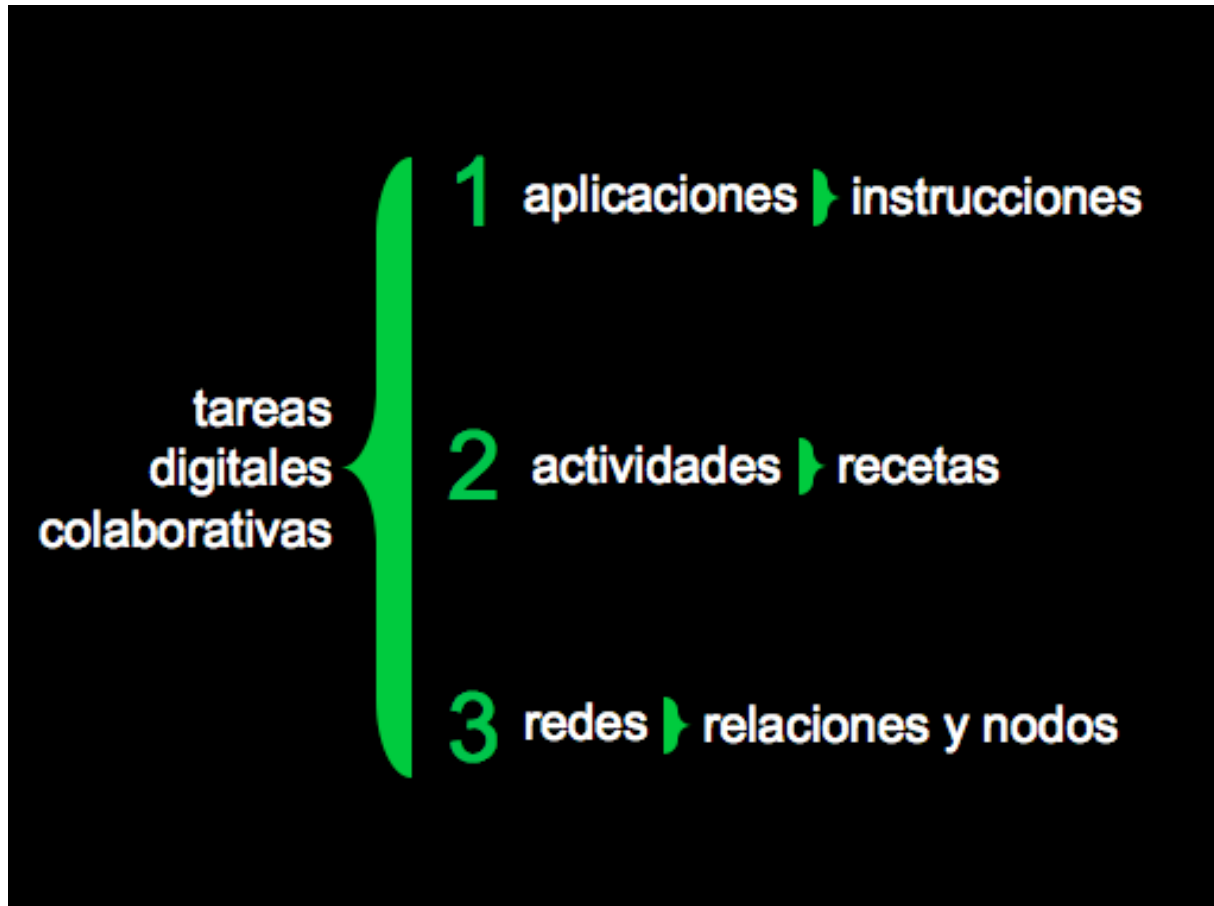 tareas
digitales
colaborativas
1 aplicaciones instrucciones
2 actividades recetas
3 redes relaciones y nodos